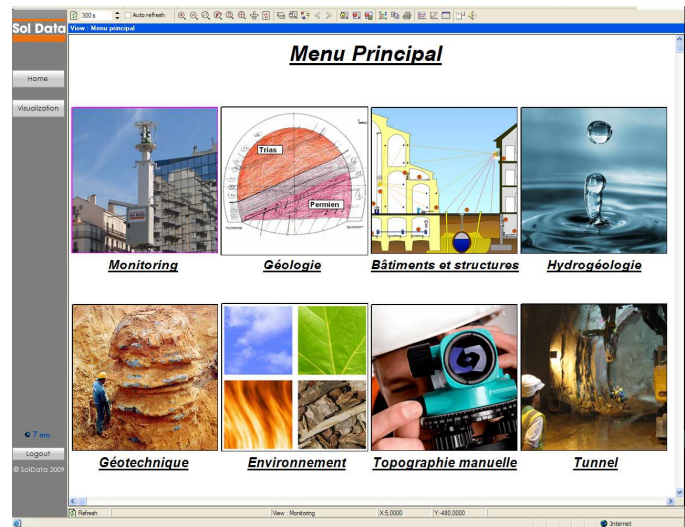 300 s
Auto refresh
Sol Data
View : Menu principal
Menu Principal
Home
Visualization
Trias
Permien
Monitoring
Géologie
Bâtiments et structures
Hydrogéologie
Géotechnique
Environnement
Topographie manuelle
Tunnel
7 mn
Logout
© SolData 2009
Refresh
View : Monitoring
X:5,0000
Y:-480,0000
Internet